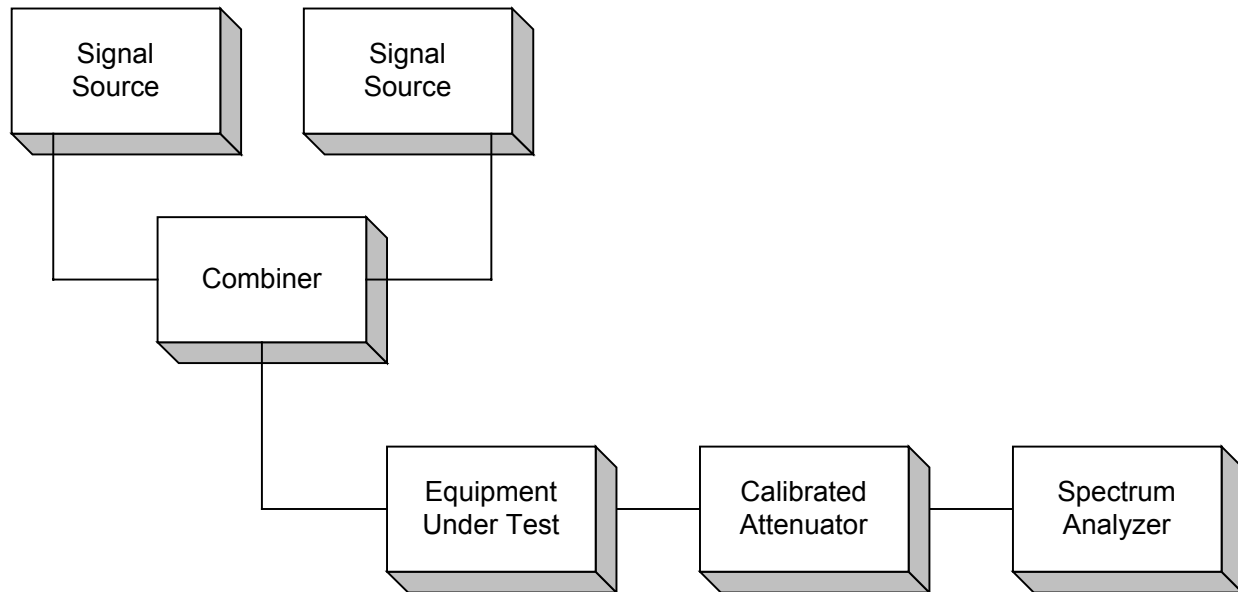 Signal
Source
Signal
Source
Combiner
Equipment
Under Test
Calibrated
Attenuator
Spectrum
Analyzer